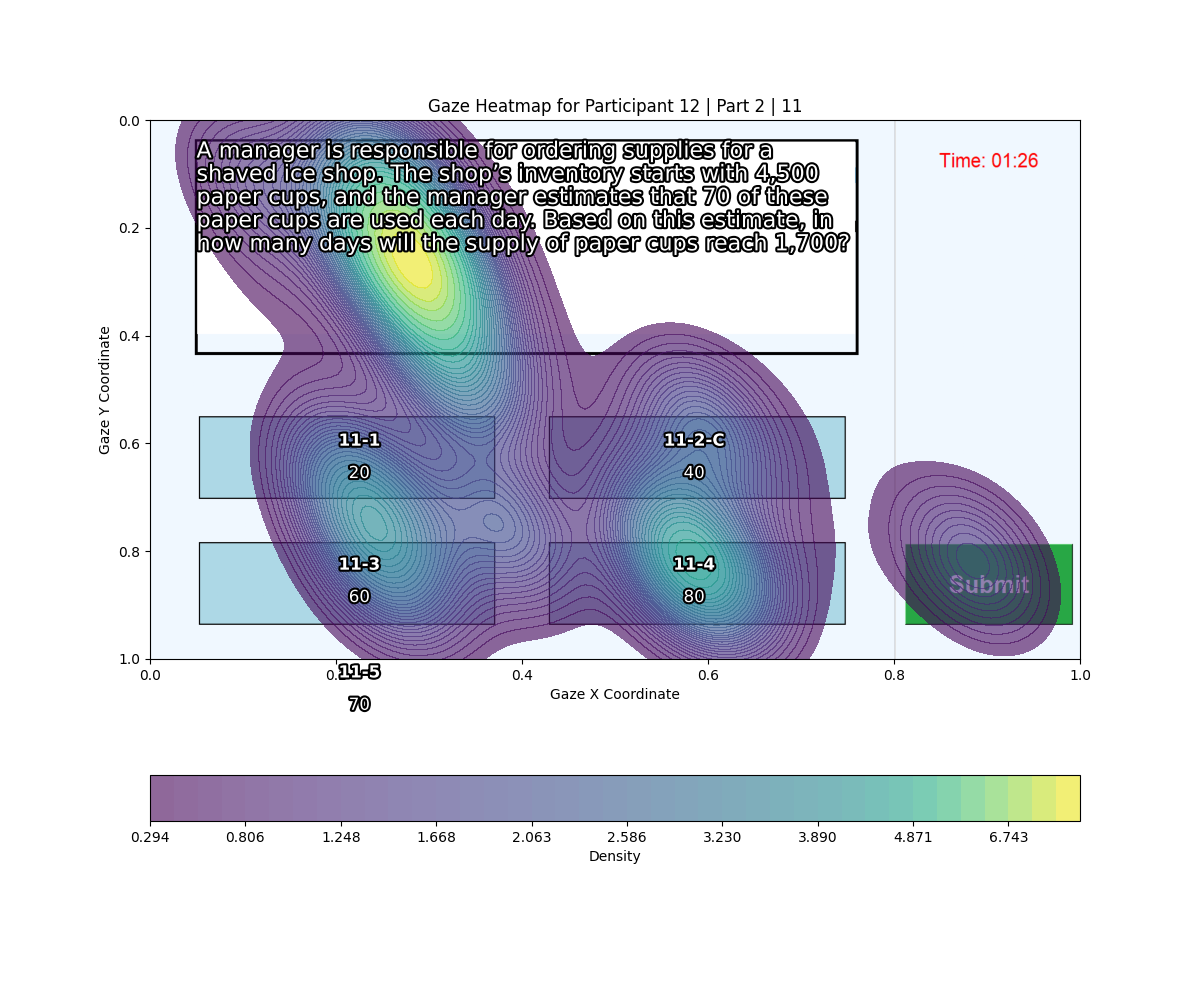 Gaze Heatmap for Participant 12 | Part 2 | 11
A manager is responsible for ordering supplies for a
shaved ice shop. The shop's inventory starts with 4,500
paper cups, and the manager estimates that 70 of these
paper cups are used each day. Based on this estimate, in
how many days will the supply of paper cups reach 1,700?
Time: 01:26
0.0
0.2
0.4
0.6
0.8
1.0
Gaze Y Coordinate
11-1
20
11-2-C
40
11-3
60
11-4
80
Submit
0.0 0.2 0.4 0.6 0.8 1.0
11-5
70
Gaze X Coordinate
0.294 0.806 1.248 1.668 2.063 2.586 3.230 3.890 4.871 6.743
Density